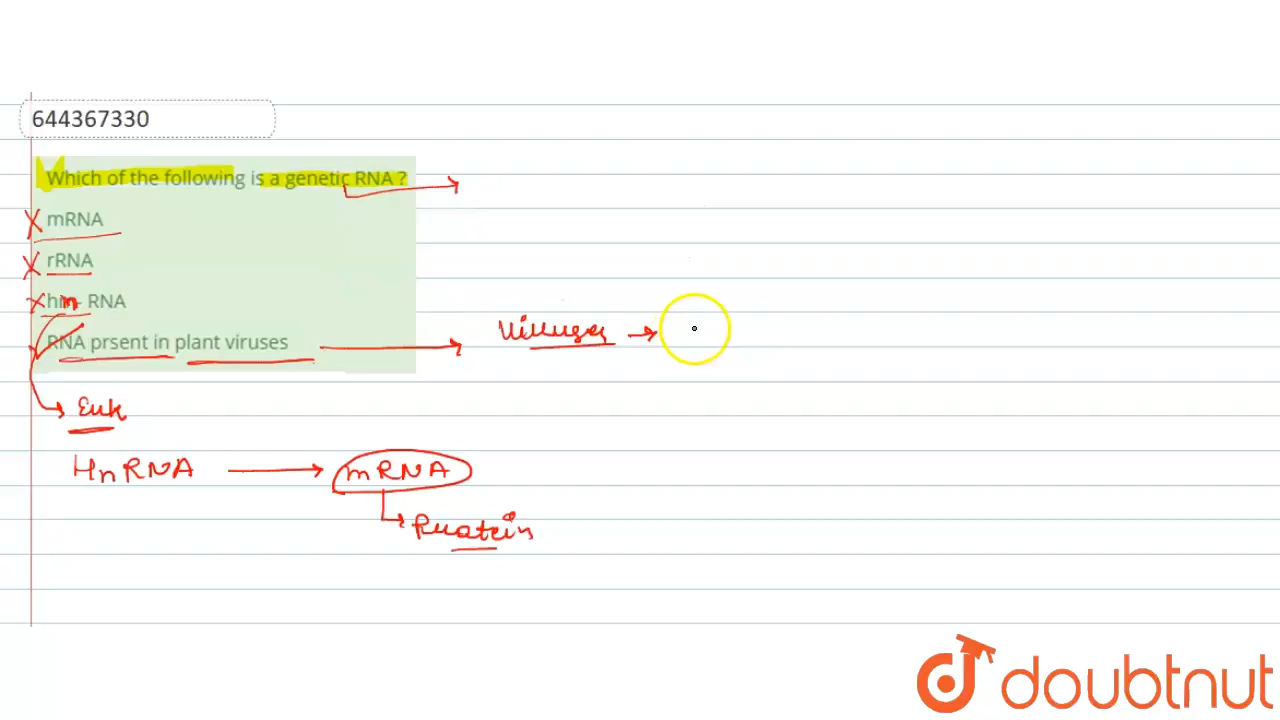 644367330
Which of the following is a genetic RNA ?
mRNA
rRNA
RNA
RNA prsent in plant viruses
Euk
HnRNA
mRNA
Protein
doubtnut